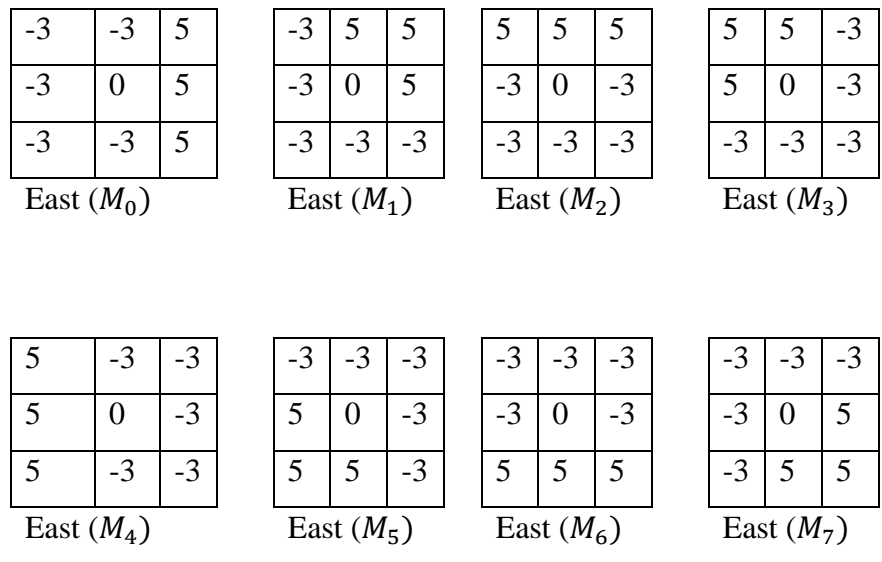 -3 -3 5 -3 5 5 5 5 5 5 5 -3
-3 0 5 -3 0 5 -3 0 -3 5 0 -3
-3 -3 5 -3 -3 -3 -3 -3 -3 -3 -3 -3
East (M₀) East (M₁) East (M₂) East (M₃)
5 -3 -3 -3 -3 -3 -3 -3 -3 -3 -3 -3
5 0 -3 5 0 -3 -3 0 -3 -3 0 5
5 -3 -3 5 5 -3 5 5 5 -3 5 5
East (M₄) East (M₅) East (M₆) East (M₇)